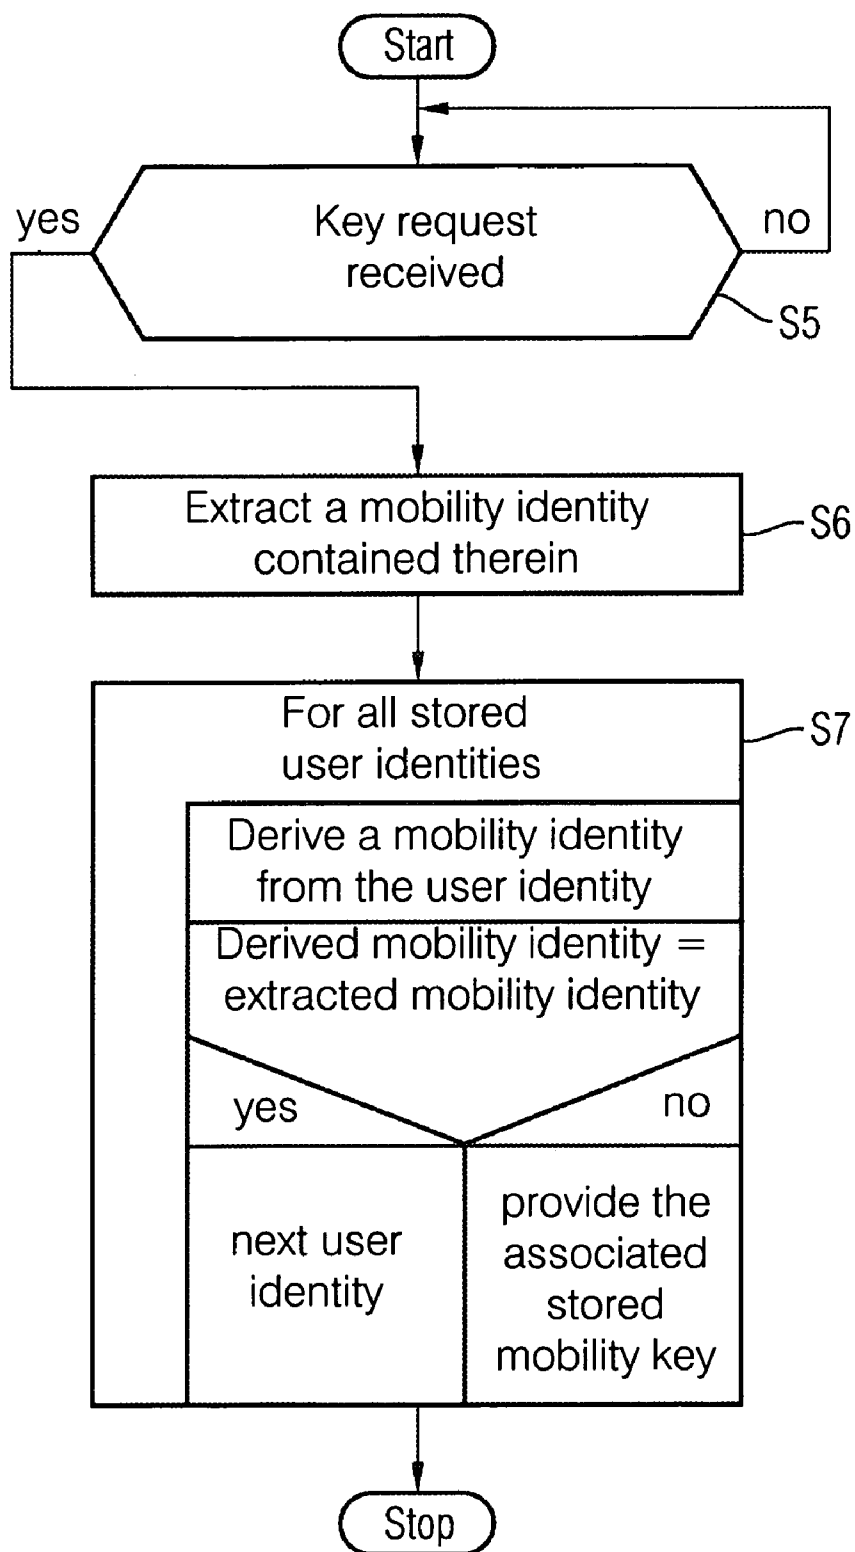 Start
yes
Key request
received
no
S5
Extract a mobility identity
contained therein
S6
For all stored
user identities
S7
Derive a mobility identity
from the user identity
Derived mobility identity =
extracted mobility identity
yes
no
next user
identity
provide the
associated
stored
mobility key
Stop